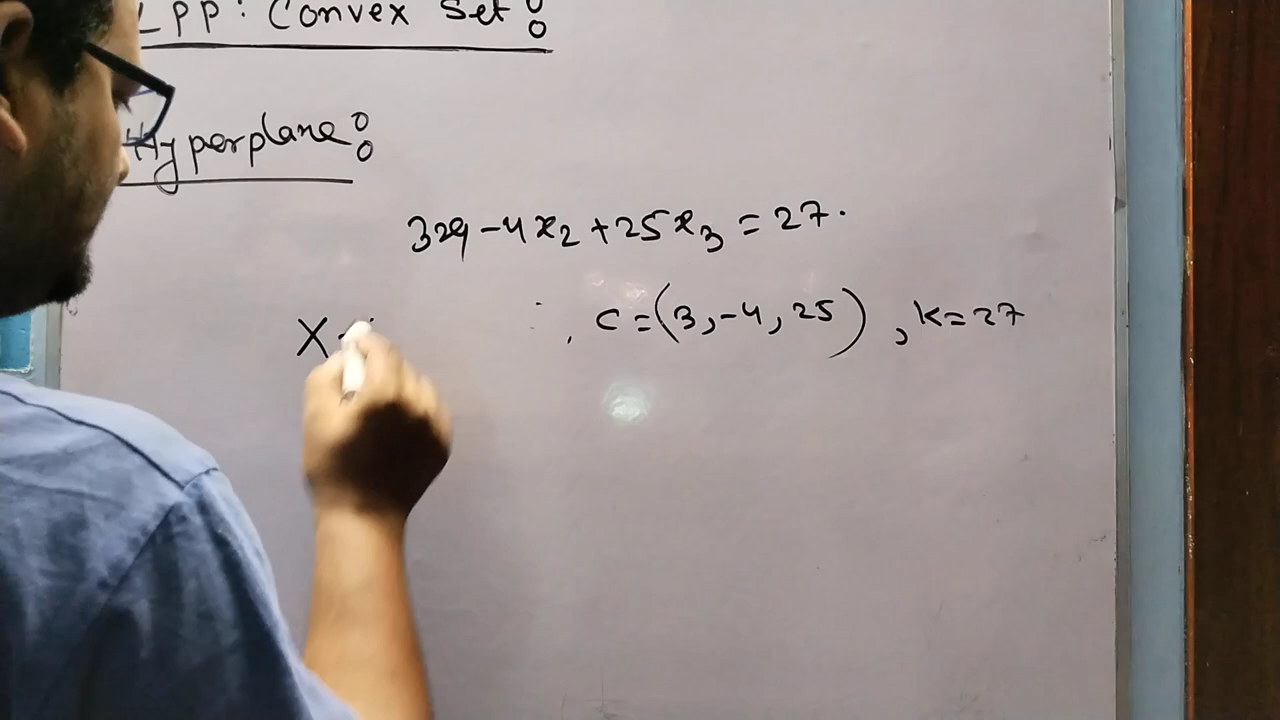 LPP: Convex Set:
Hyperplane:
3x₁ - 4x₂ + 25x₃ = 27.
X = , c = (3, -4, 25), k = 27